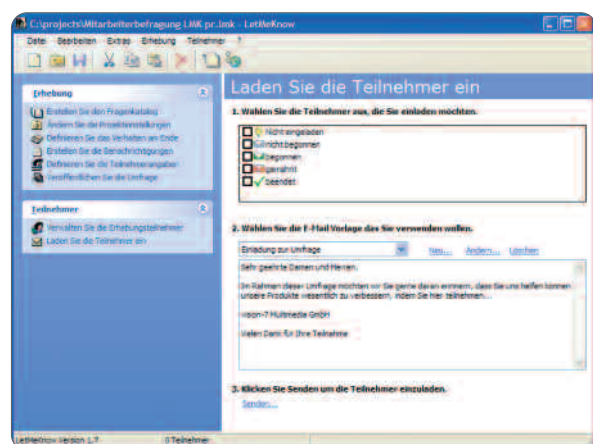 C:\projects\Mitarbeiterbefragung LMK pr.lmk - LetMeKnow
Datei Bearbeiten Extras Erhebung Teilnehmer ?
Erhebung
Erstellen Sie den Fragenkatalog
Ändern Sie die Projekteinstellungen
Definieren Sie das Verhalten am Ende
Erstellen Sie die Benachrichtigungen
Definieren Sie die Teilnehmerangaben
Veröffentlichen Sie die Umfrage
Teilnehmer
Verwalten Sie die Erhebungsteilnehmer
Laden Sie die Teilnehmer ein
Laden Sie die Teilnehmer ein
1. Wählen Sie die Teilnehmer aus, die Sie einladen möchten.
Nicht eingeladen
nicht begonnen
begonnen
gemahnt
beendet
2. Wählen Sie die E-Mail Vorlage das Sie verwenden wollen.
Einladung zur Umfrage Neu... Ändern... Löschen
Sehr geehrte Damen und Herren,
Im Rahmen dieser Umfrage möchten wir Sie gerne daran erinnern, dass Sie uns helfen können
unsere Produkte wesentlich zu verbessern, indem Sie hier teilnehmen...
vision-7 Multimedia GmbH
Vielen Dank für Ihre Teilnahme
3. Klicken Sie Senden um die Teilnehmer einzuladen.
Senden...
LetMeKnow Version 1.7 0 Teilnehmer